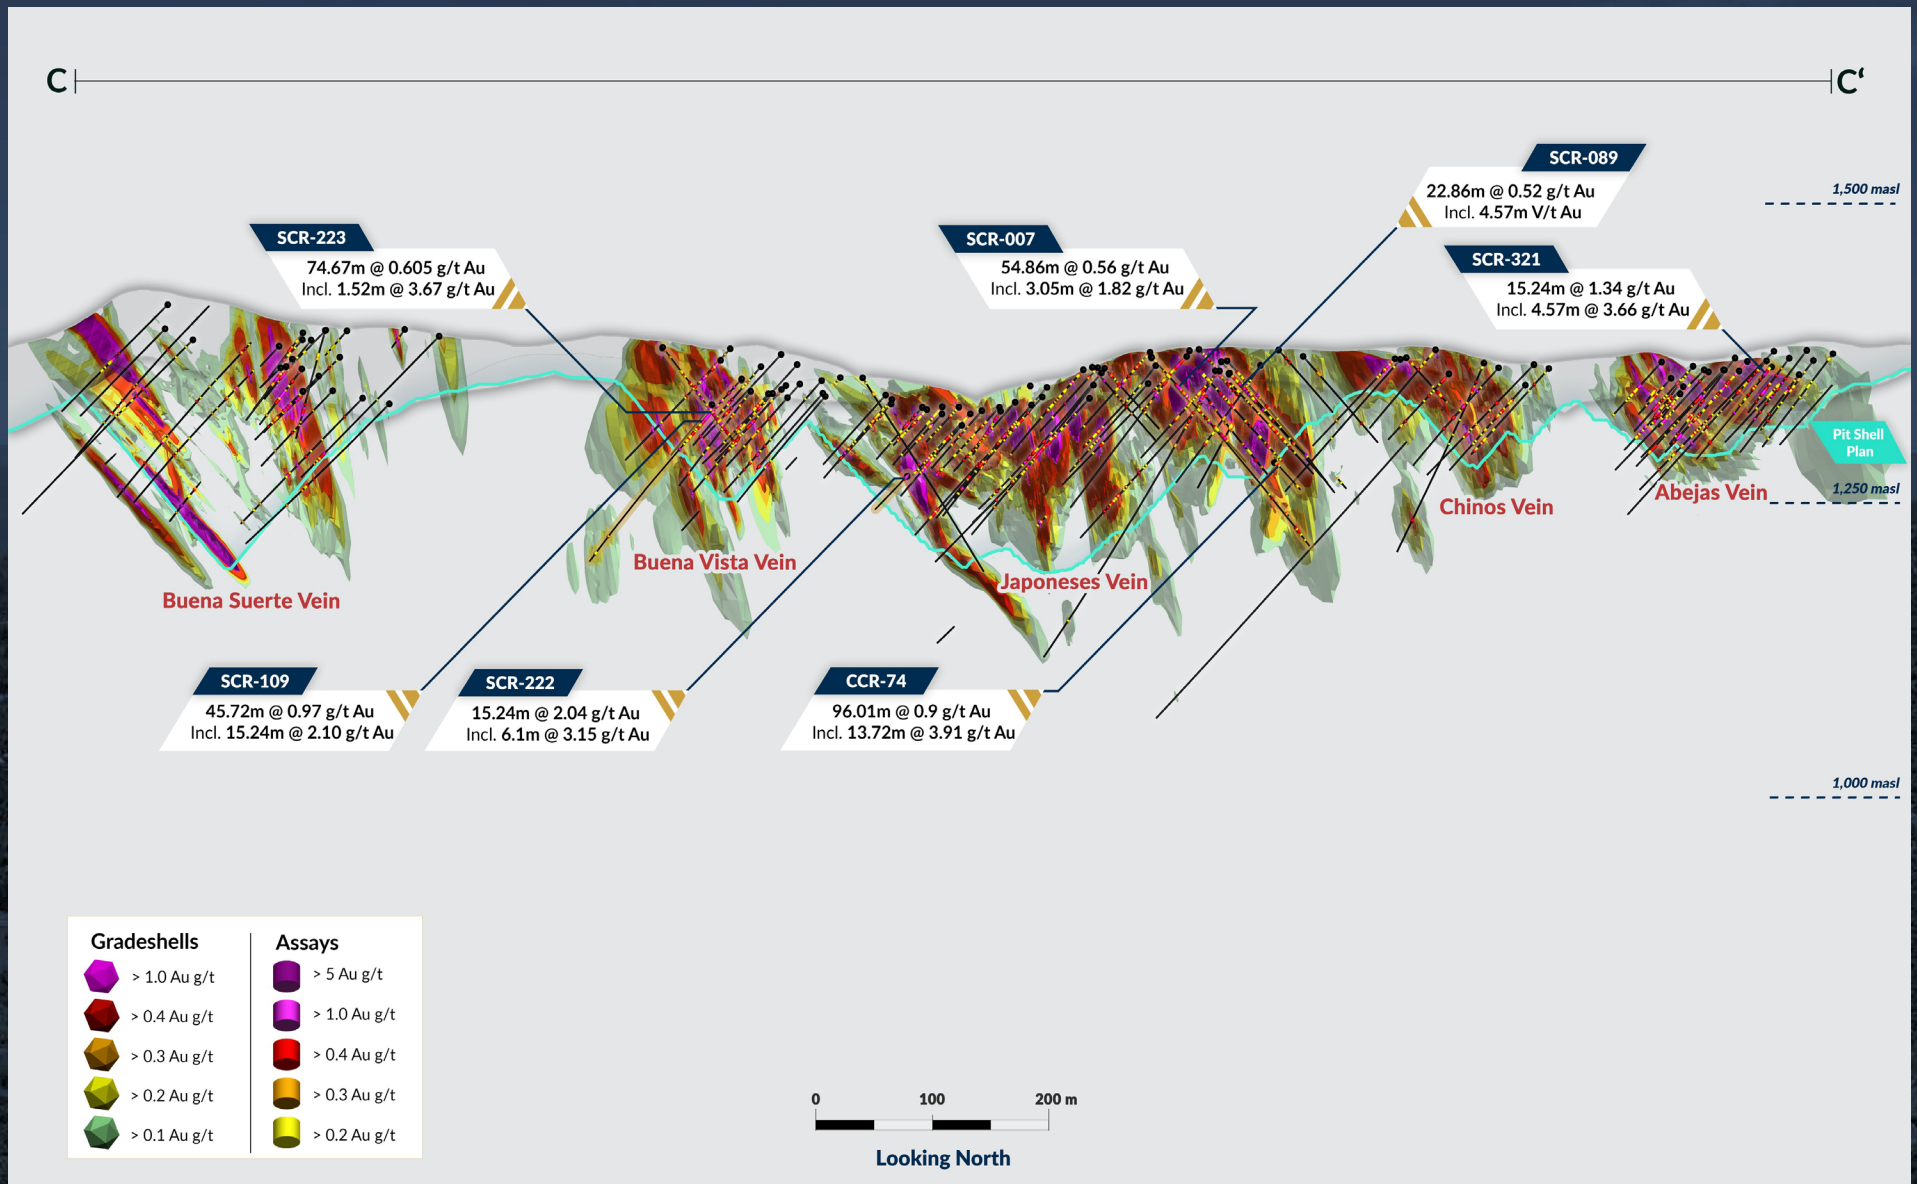 C
C‘
SCR-089
22.86m @ 0.52 g/t Au
Incl. 4.57m V/t Au
1,500 masl
SCR-223
74.67m @ 0.605 g/t Au
Incl. 1.52m @ 3.67 g/t Au
SCR-007
54.86m @ 0.56 g/t Au
Incl. 3.05m @ 1.82 g/t Au
SCR-321
15.24m @ 1.34 g/t Au
Incl. 4.57m @ 3.66 g/t Au
Pit Shell
Plan
1,250 masl
Buena Suerte Vein
Buena Vista Vein
Japoneses Vein
Chinos Vein
Abejas Vein
SCR-109
45.72m @ 0.97 g/t Au
Incl. 15.24m @ 2.10 g/t Au
SCR-222
15.24m @ 2.04 g/t Au
Incl. 6.1m @ 3.15 g/t Au
CCR-74
96.01m @ 0.9 g/t Au
Incl. 13.72m @ 3.91 g/t Au
1,000 masl
Gradeshells
> 1.0 Au g/t
> 0.4 Au g/t
> 0.3 Au g/t
> 0.2 Au g/t
> 0.1 Au g/t
Assays
> 5 Au g/t
> 1.0 Au g/t
> 0.4 Au g/t
> 0.3 Au g/t
> 0.2 Au g/t
0 100 200 m
Looking North